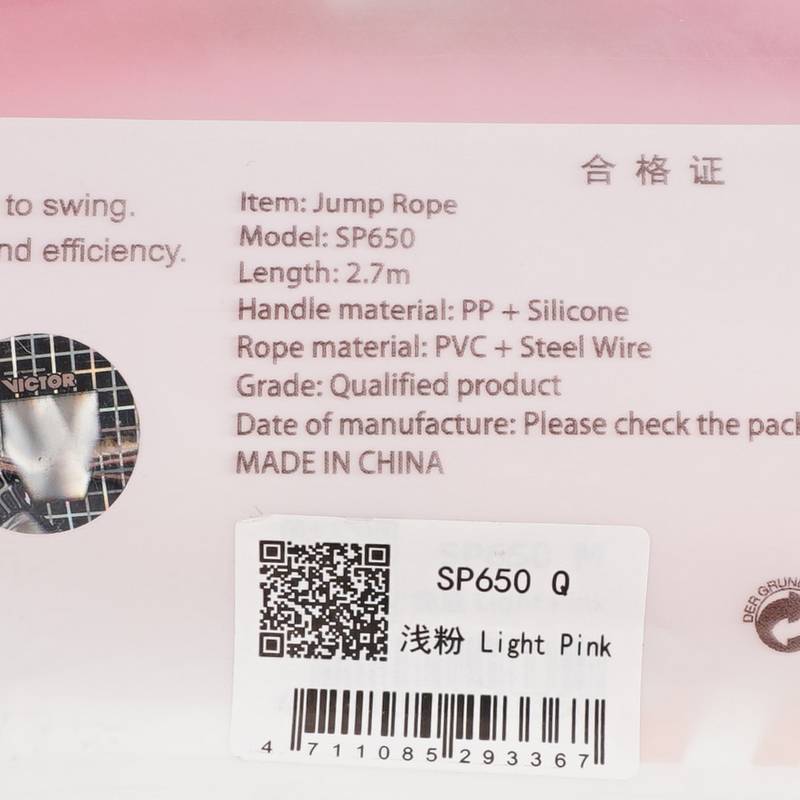 合格证
to swing.
nd efficiency.
Item: Jump Rope
Model: SP650
Length: 2.7m
Handle material: PP + Silicone
Rope material: PVC + Steel Wire
Grade: Qualified product
Date of manufacture: Please check the pack
MADE IN CHINA
VICTOR
SP650 Q
浅粉 Light Pink
4 711085 293367
DER GRÜN